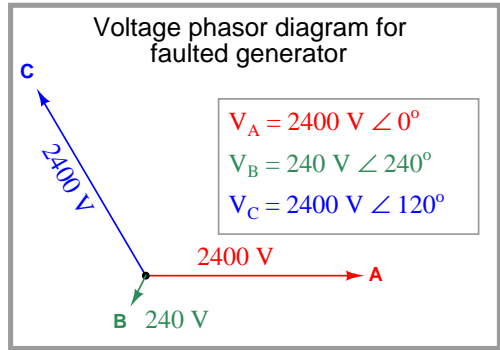 Voltage phasor diagram for
faulted generator
C
V_A = 2400 V ∠ 0°
V_B = 240 V ∠ 240°
V_C = 2400 V ∠ 120°
2400 V
2400 V
A
B
240 V